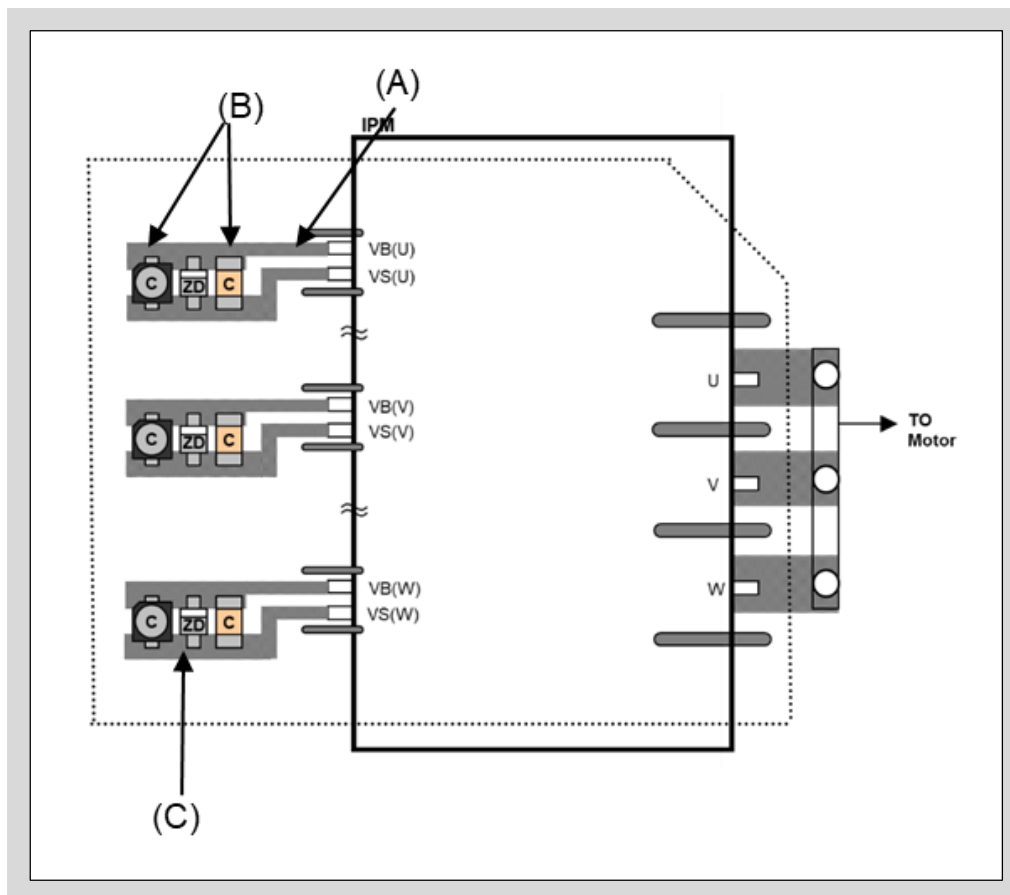 (A)
(B)
IPM
VB(U)
VS(U)
C ZD C
U
VB(V)
VS(V)
TO
Motor
C ZD C
V
VB(W)
VS(W)
W
C ZD C
(C)